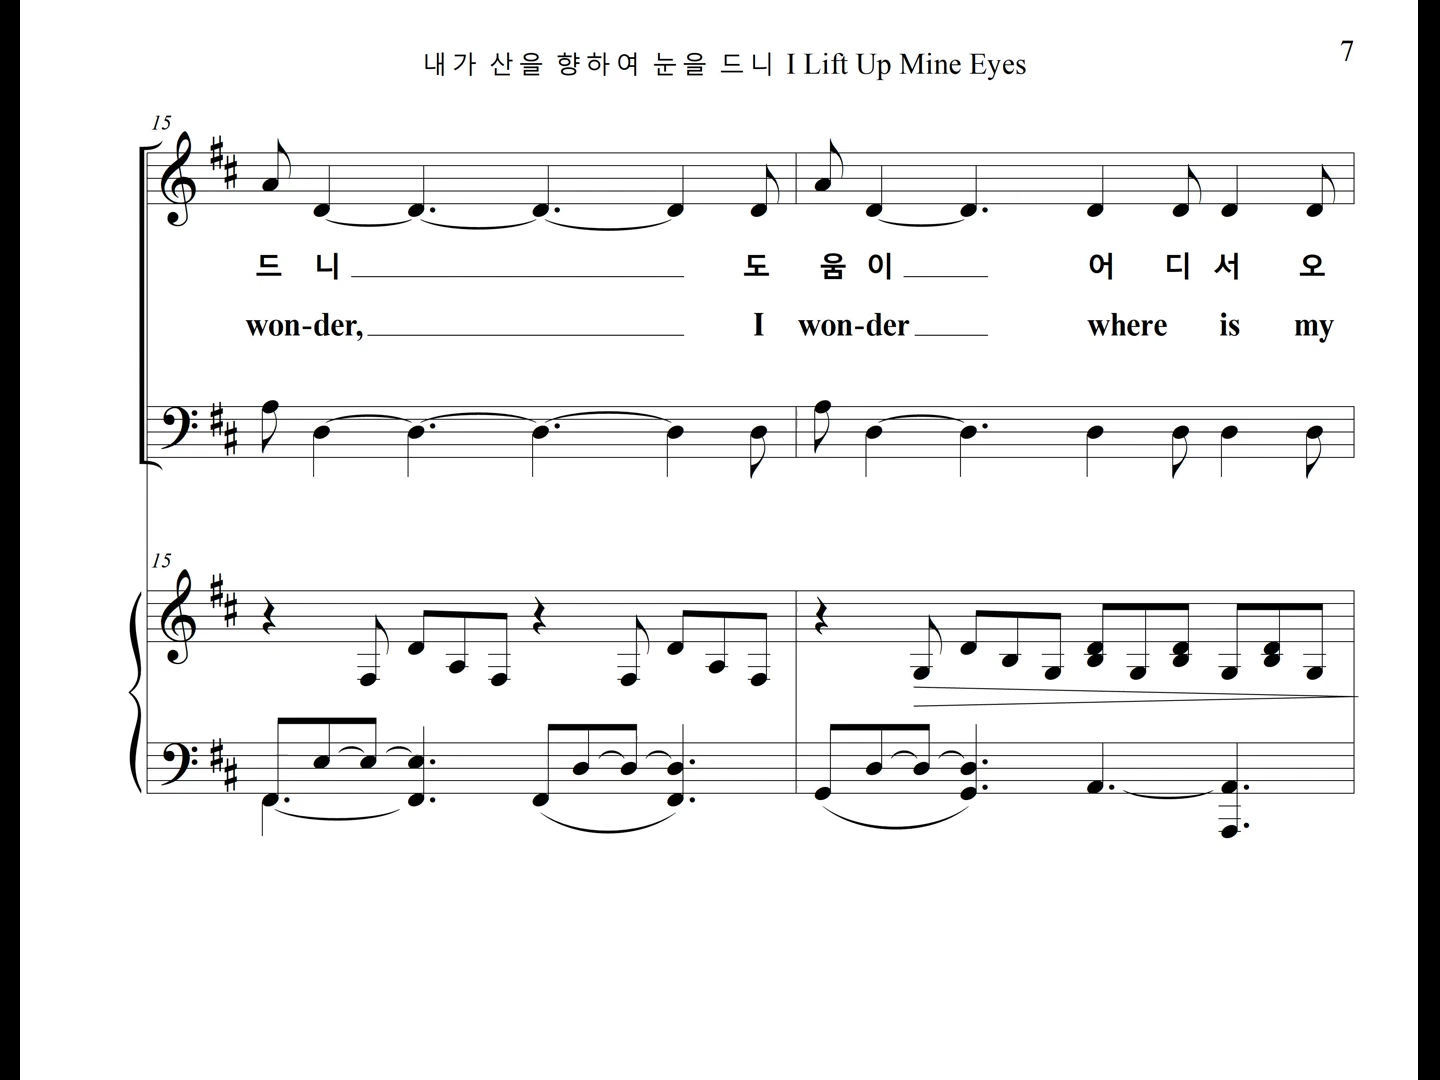 내가 산을 향하여 눈을 드니 I Lift Up Mine Eyes
7
15
드 니 도 움 이 어 디 서 오
won-der, I won-der where is my
15